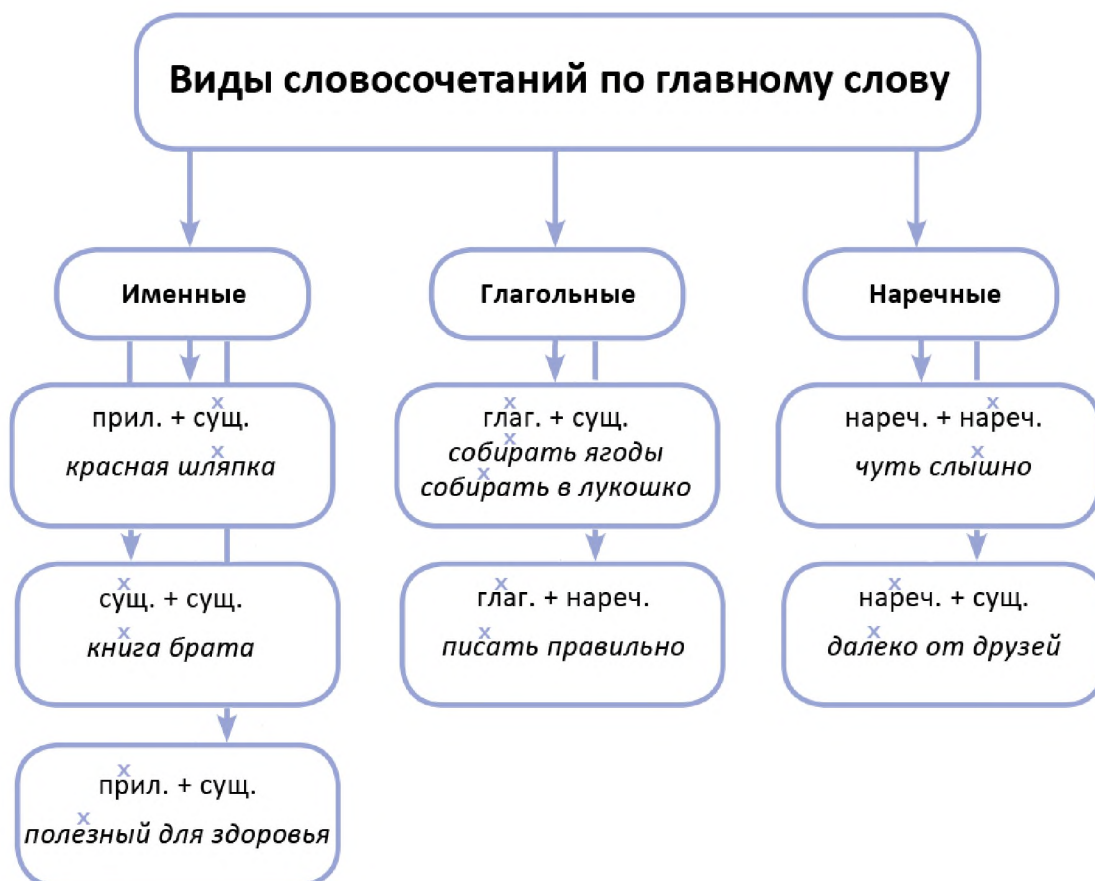 Виды словосочетаний по главному слову
Именные
Глагольные
Наречные
x
прил. + сущ.
x
красная шляпка
x
сущ. + сущ.
x
книга брата
x
прил. + сущ.
x
полезный для здоровья
x
глаг. + сущ.
x
собирать ягоды
x
собирать в лукошко
x
глаг. + нареч.
x
писать правильно
x
нареч. + нареч.
x
чуть слышно
x
нареч. + сущ.
x
далеко от друзей